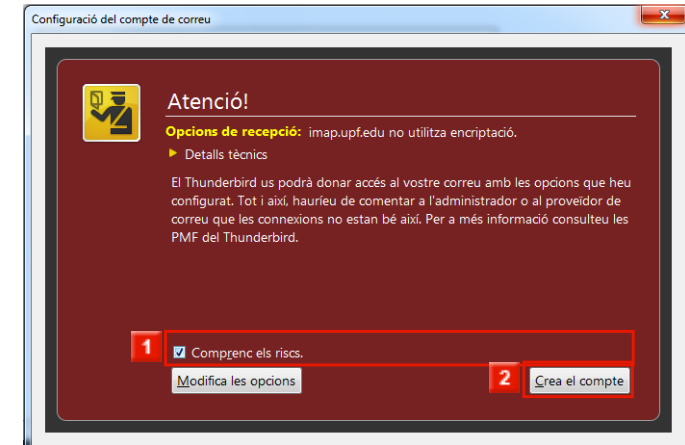 Configuració del compte de correu
x
Atenció!
Opcions de recepció: imap.upf.edu no utilitza encriptació.
Detalls tècnics
El Thunderbird us podrà donar accés al vostre correu amb les opcions que heu
configurat. Tot i així, hauríeu de comentar a l'administrador o al proveïdor de
correu que les connexions no estan bé així. Per a més informació consulteu les
PMF del Thunderbird.
1
Comprenc els riscs.
Modifica les opcions
2
Crea el compte